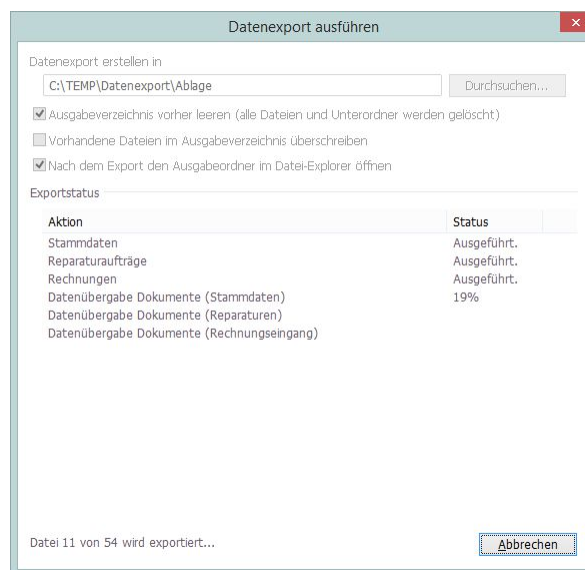 Datenexport ausführen
Datenexport erstellen in
C:\TEMP\Datenexport\Ablage
Durchsuchen...
Ausgabeverzeichnis vorher leeren (alle Dateien und Unterordner werden gelöscht)
Vorhandene Dateien im Ausgabeverzeichnis überschreiben
Nach dem Export den Ausgabeordner im Datei-Explorer öffnen
Exportstatus
Aktion Status
Stammdaten Ausgeführt.
Reparaturaufträge Ausgeführt.
Rechnungen Ausgeführt.
Datenübergabe Dokumente (Stammdaten) 19%
Datenübergabe Dokumente (Reparaturen)
Datenübergabe Dokumente (Rechnungseingang)
Datei 11 von 54 wird exportiert...
Abbrechen